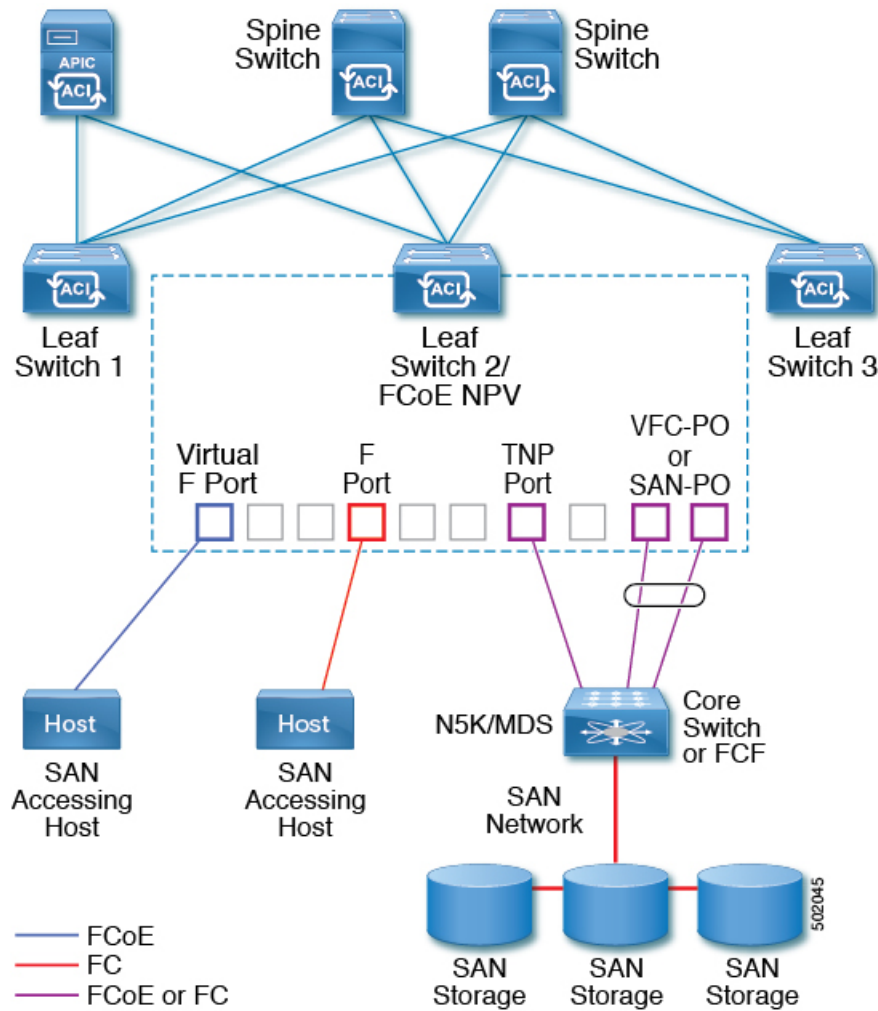 Spine
Switch
Spine
Switch
APIC
ACI
ACI
ACI
ACI
ACI
ACI
Leaf
Switch 1
Leaf
Switch 2/
FCoE NPV
Leaf
Switch 3
Virtual
F Port
F
Port
TNP
Port
VFC-PO
or
SAN-PO
Host
SAN
Accessing
Host
Host
SAN
Accessing
Host
N5K/MDS
Core
Switch
or FCF
SAN
Network
SAN
Storage
SAN
Storage
SAN
Storage
502045
FCoE
FC
FCoE or FC